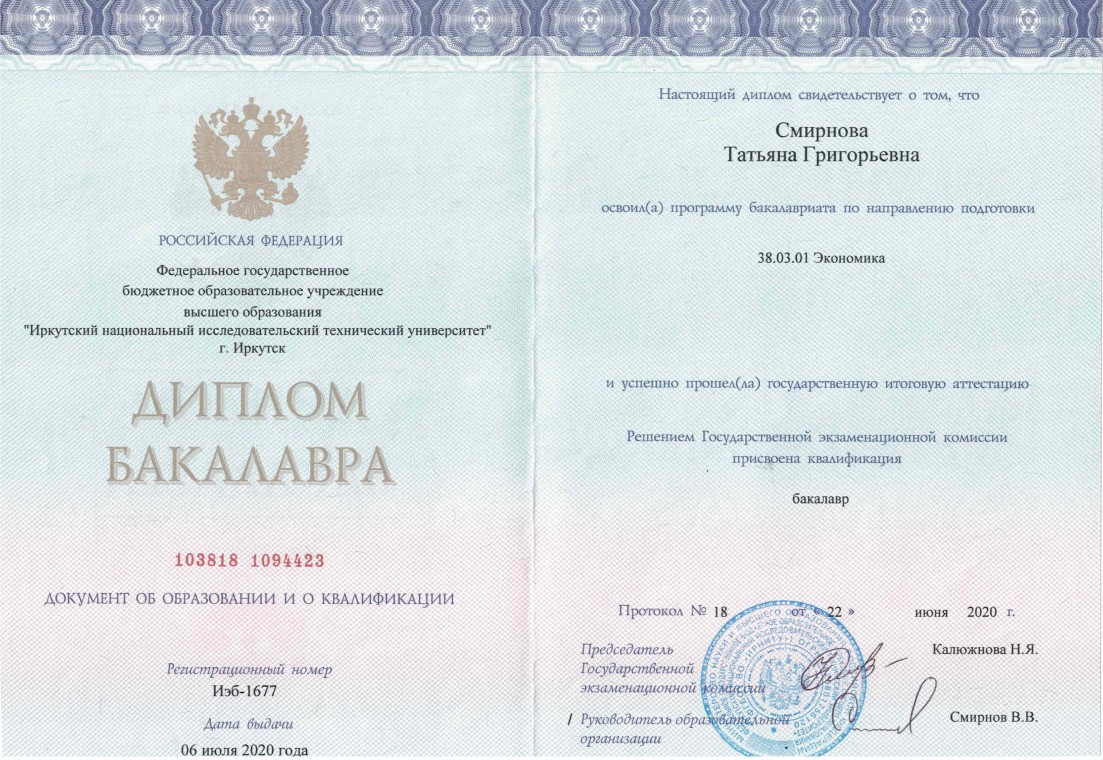 РОССИЙСКАЯ ФЕДЕРАЦИЯ
Федеральное государственное
бюджетное образовательное учреждение
высшего образования
"Иркутский национальный исследовательский технический университет"
г. Иркутск
ДИПЛОМ
БАКАЛАВРА
103818 1094423
ДОКУМЕНТ ОБ ОБРАЗОВАНИИ И О КВАЛИФИКАЦИИ
Регистрационный номер
Иэб-1677
Дата выдачи
06 июля 2020 года
Настоящий диплом свидетельствует о том, что
Смирнова
Татьяна Григорьевна
освоил(а) программу бакалавриата по направлению подготовки
38.03.01 Экономика
и успешно прошел(ла) государственную итоговую аттестацию
Решением Государственной экзаменационной комиссии
присвоена квалификация
бакалавр
Протокол № 18 от « 22 » июня 2020 г.
Председатель
Государственной
экзаменационной комиссии
Калюжнова Н.Я.
/ Руководитель образовательной
организации
Смирнов В.В.